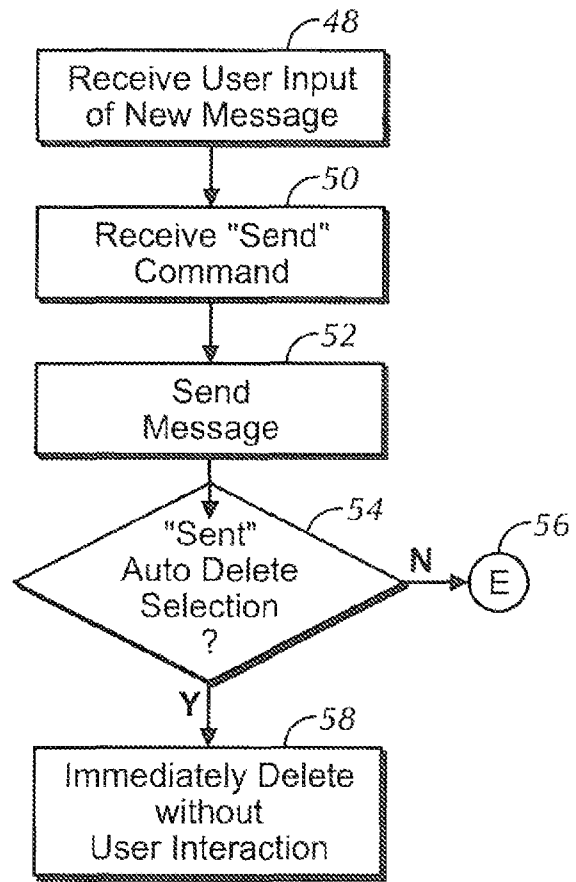 48
Receive User Input
of New Message
50
Receive "Send"
Command
52
Send
Message
54
"Sent"
Auto Delete
Selection
?
N
56
E
Y
58
Immediately Delete
without
User Interaction